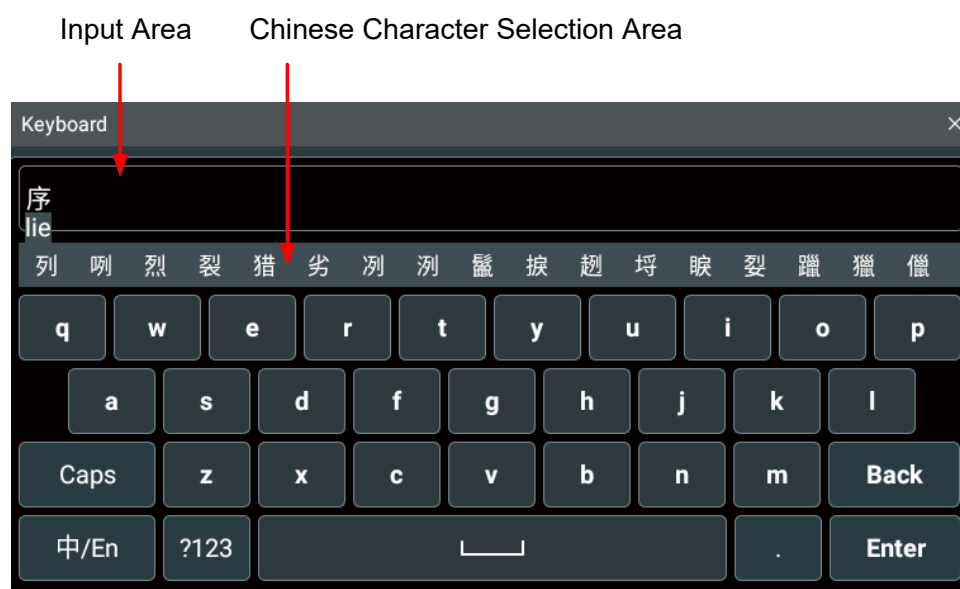 Input Area Chinese Character Selection Area
Keyboard ×
序
lie
列 咧 烈 裂 猎 劣 冽 洌 鬣 捩 趔 埒 睙 烮 躐 獵 儠
q w e r t y u i o p
a s d f g h j k l
Caps z x c v b n m Back
中/En ?123 . Enter